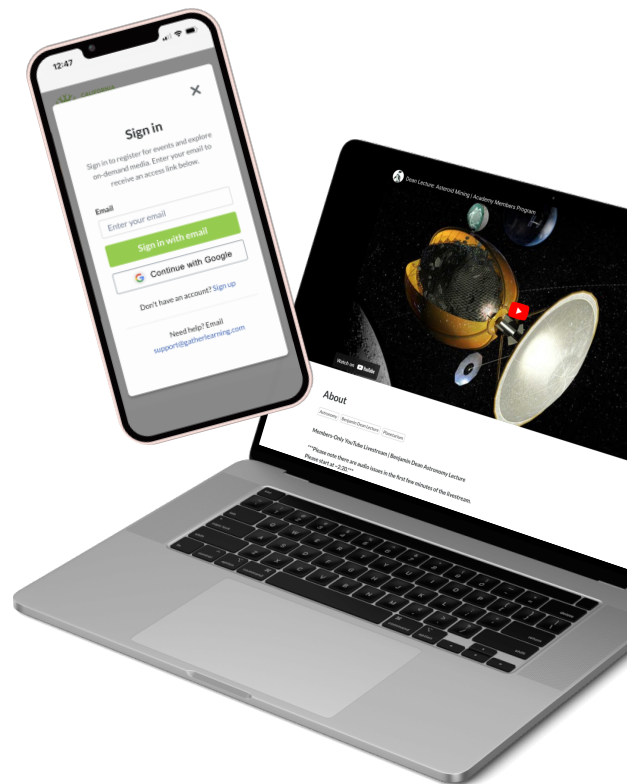 12:47
CALIFORNIA
Sign in
Sign in to register for events and explore
on-demand media. Enter your email to
receive an access link below.
Email
Enter your email
Sign in with email
Continue with Google
Don't have an account? Sign up
Need help? Email
support@gatherlearning.com
Dean Lecture: Asteroid Mining | Academy Members Program
Watch on YouTube
About
Astronomy
Benjamin Dean Lecture
Planetarium
Members-Only YouTube Livestream | Benjamin Dean Astronomy Lecture
***Please note there are audio issues in the first few minutes of the livestream.
Please start at ~2:20.***